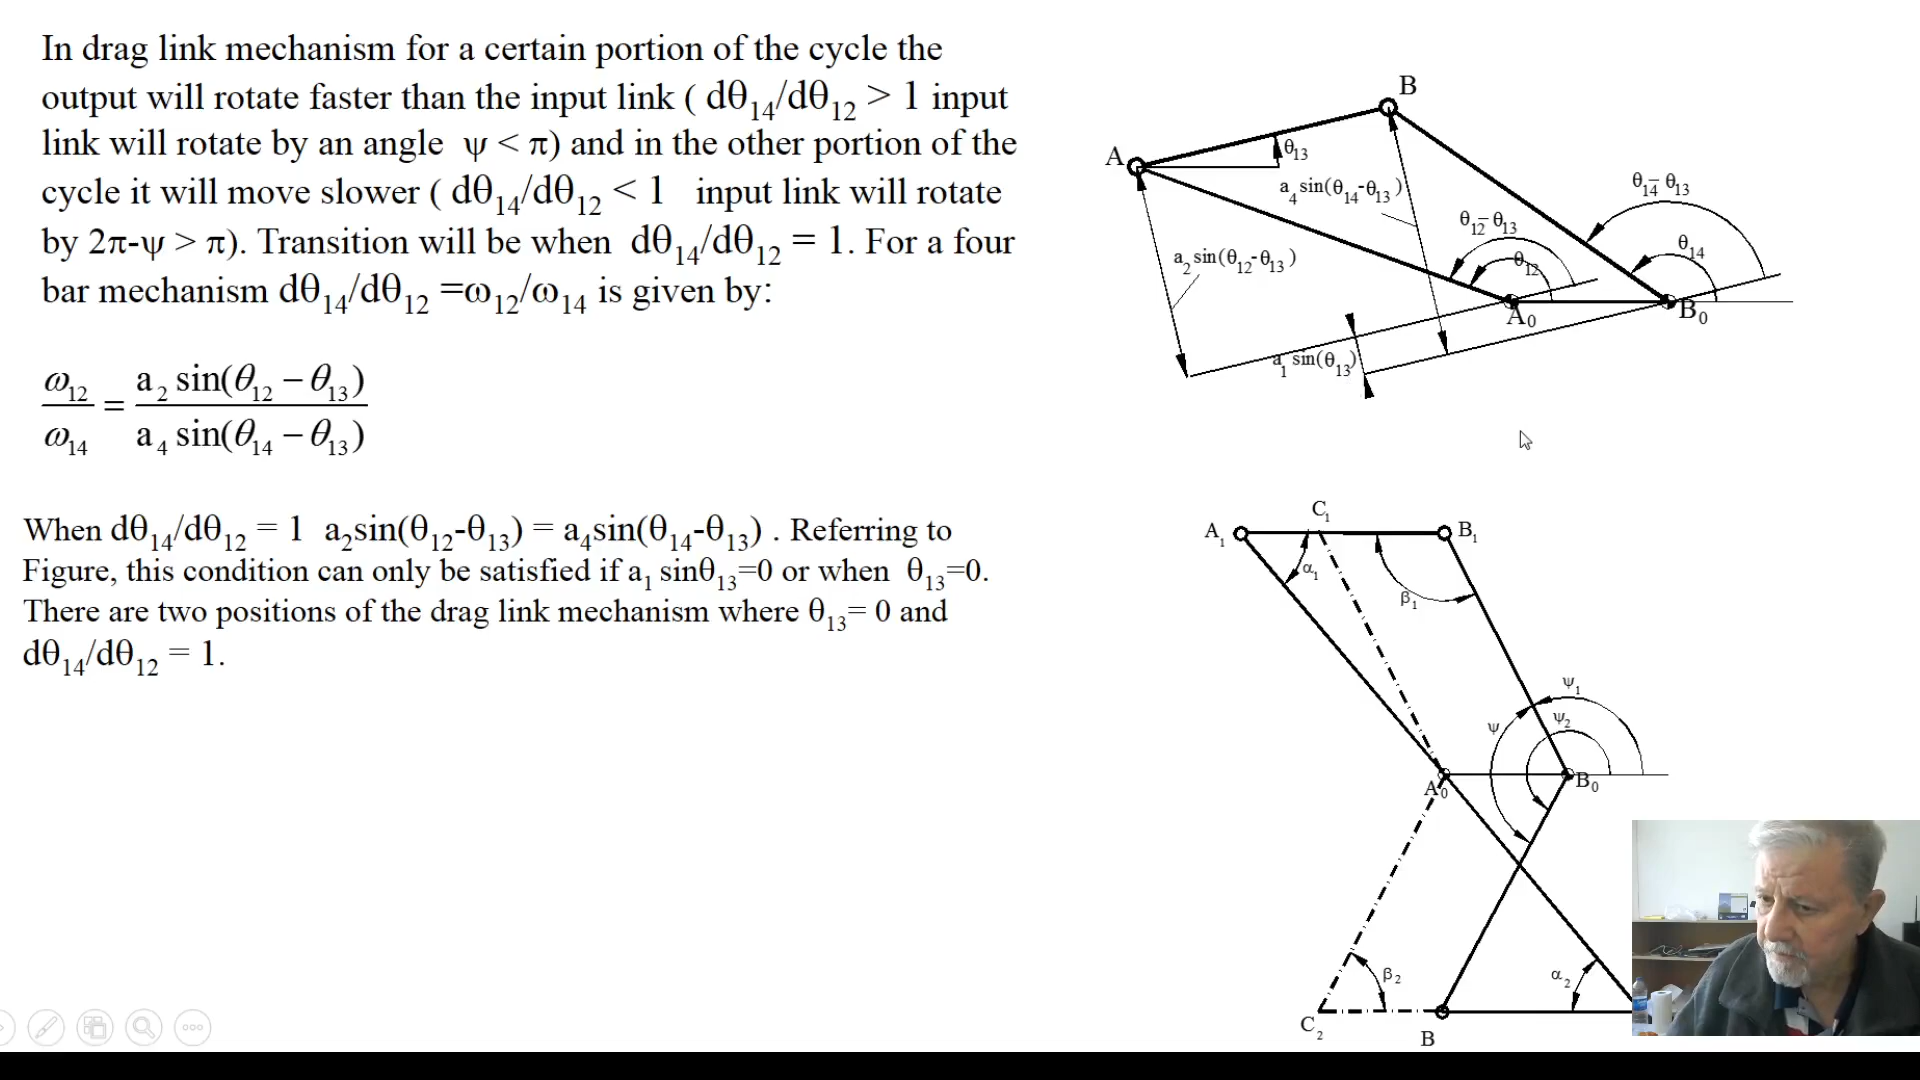 In drag link mechanism for a certain portion of the cycle the
output will rotate faster than the input link ( dθ14/dθ12 > 1 input
link will rotate by an angle ψ < π) and in the other portion of the
cycle it will move slower ( dθ14/dθ12 < 1 input link will rotate
by 2π-ψ > π). Transition will be when dθ14/dθ12 = 1. For a four
bar mechanism dθ14/dθ12 =ω12/ω14 is given by:
ω12/ω14 = a2 sin(θ12 − θ13)/a4 sin(θ14 − θ13)
When dθ14/dθ12 = 1 a2sin(θ12-θ13) = a4sin(θ14-θ13) . Referring to
Figure, this condition can only be satisfied if a1 sinθ13=0 or when θ13=0.
There are two positions of the drag link mechanism where θ13= 0 and
dθ14/dθ12 = 1.
B
A
θ13
a4 sin(θ14-θ13)
θ14- θ13
θ12- θ13
θ14
a2 sin(θ12-θ13)
θ12
A0
B0
a1 sin(θ13)
C1
A1
B1
α1
β1
ψ1
ψ
ψ2
A0
B0
β2
α2
C2
B